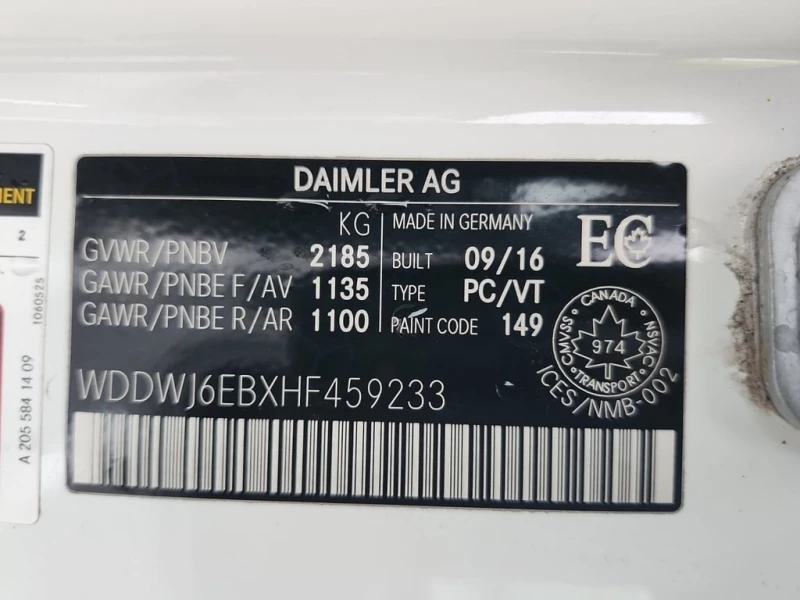 DAIMLER AG
KG
GVWR/PNBV 2185
GAWR/PNBE F/AV 1135
GAWR/PNBE R/AR 1100
MADE IN GERMANY
BUILT 09/16
TYPE PC/VT
PAINT CODE 149
EC
CANADA
SSVMC NSVAC
974
TRANSPORT
ICES/NMB-002
WDDWJ6EBXHF459233
MENT
2
1060525
A 205 584 14 09